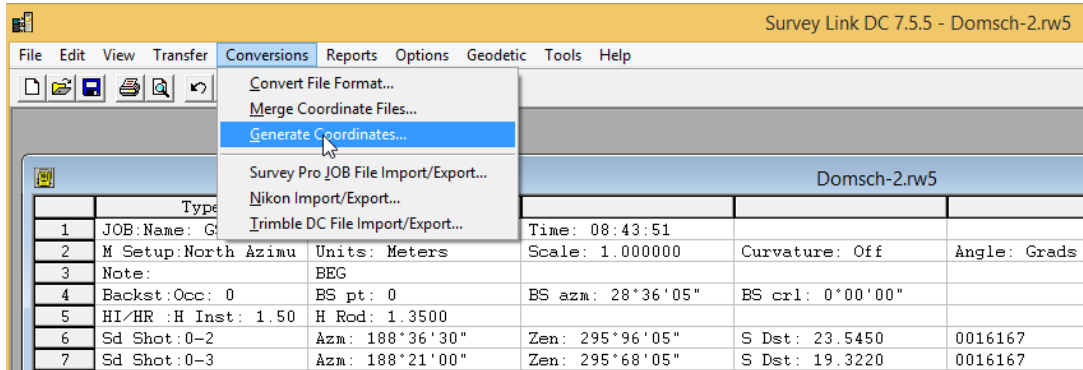 Survey Link DC 7.5.5 - Domsch-2.rw5
File Edit View Transfer Conversions Reports Options Geodetic Tools Help
Convert File Format...
Merge Coordinate Files...
Generate Coordinates...
Survey Pro JOB File Import/Export...
Nikon Import/Export...
Trimble DC File Import/Export...
Domsch-2.rw5
Type
1 JOB:Name: Time: 08:43:51
2 M Setup:North Azimu Units: Meters Scale: 1.000000 Curvature: Off Angle: Grads
3 Note: BEG
4 Backst:Occ: 0 BS pt: 0 BS azm: 28°36'05" BS crl: 0°00'00"
5 HI/HR :H Inst: 1.50 H Rod: 1.3500
6 Sd Shot:0-2 Azm: 188°36'30" Zen: 295°96'05" S Dst: 23.5450 0016167
7 Sd Shot:0-3 Azm: 188°21'00" Zen: 295°68'05" S Dst: 19.3220 0016167